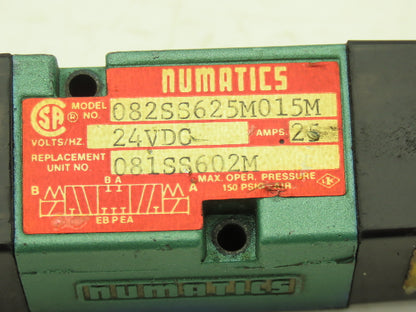 NUMATICS
SA ®
MODEL NO. 082SS625M015M
VOLTS/HZ. 24VDC AMPS. 25
REPLACEMENT UNIT NO 081SS602M
MAX. OPER. PRESSURE
150 PSIG-AIR.
B A
B A
EB P EA
NUMATICS